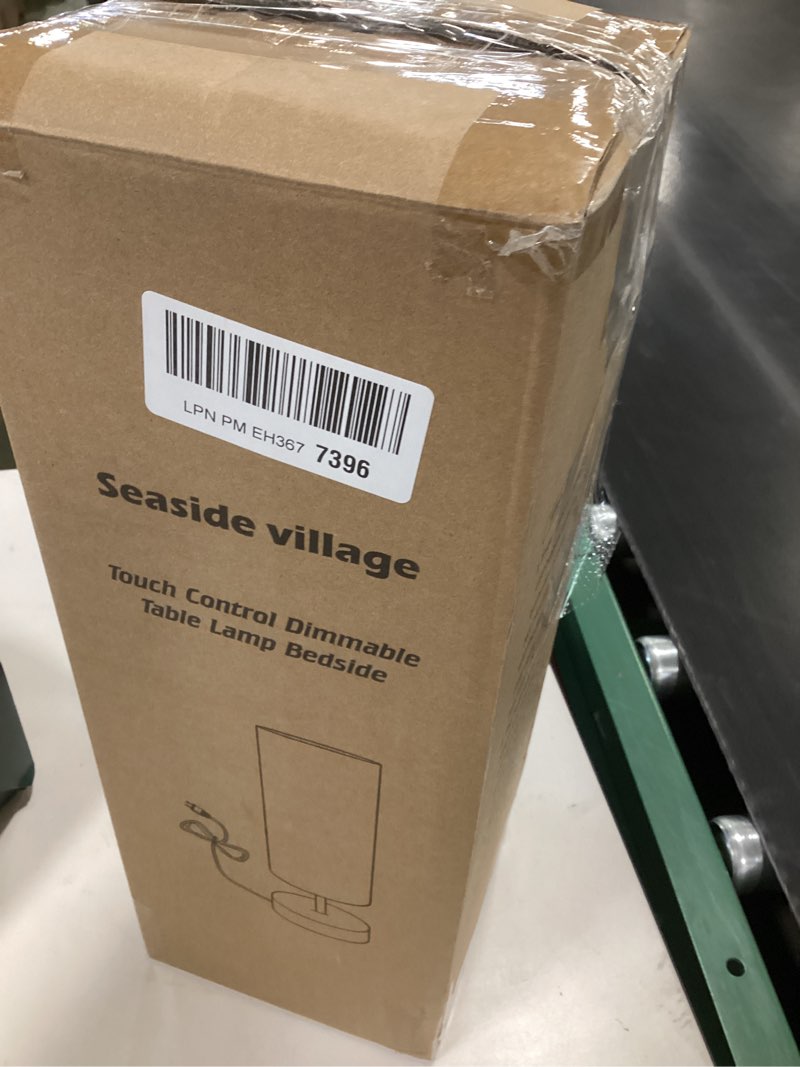 LPN PM EH367 7396
Seaside village
Touch Control Dimmable
Table Lamp Bedside